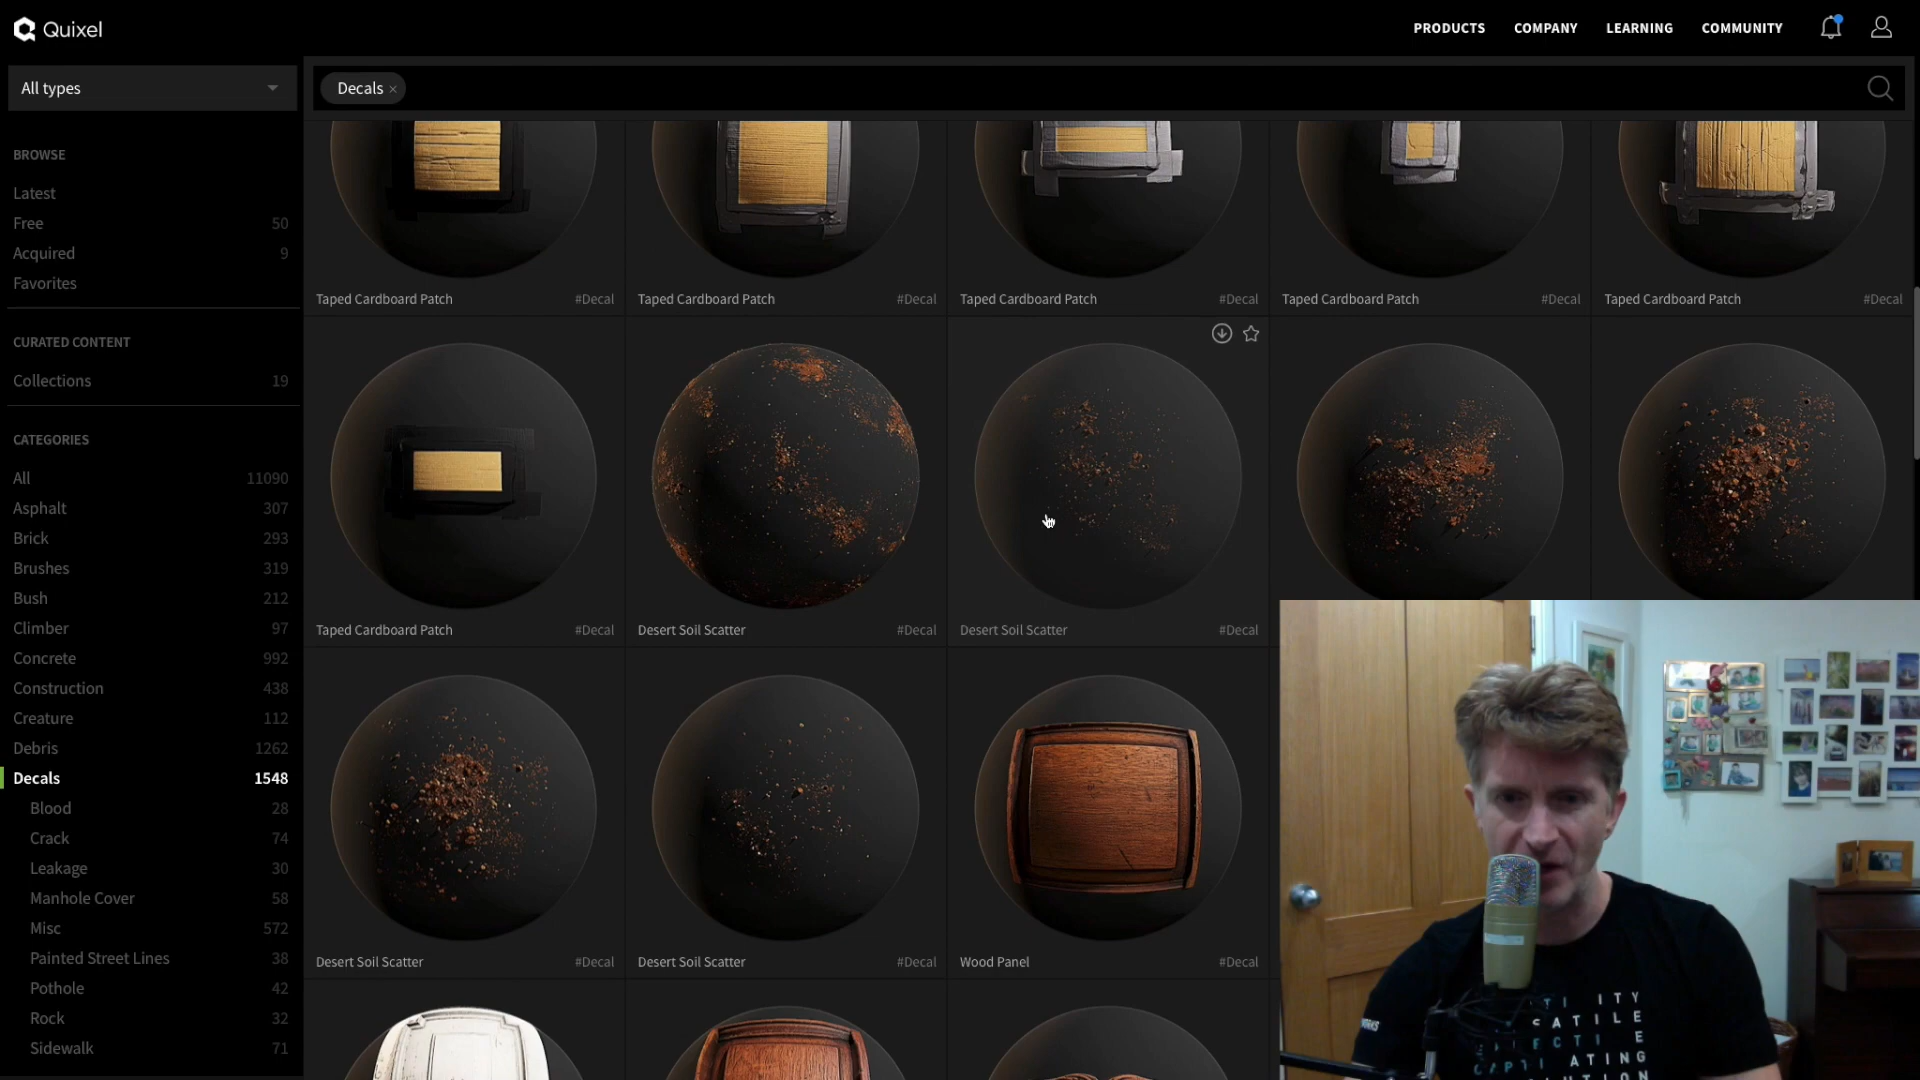 Quixel
PRODUCTS COMPANY LEARNING COMMUNITY
All types
Decals ×
BROWSE
Latest
Free 50
Acquired 9
Favorites
CURATED CONTENT
Collections 19
CATEGORIES
All 11090
Asphalt 307
Brick 293
Brushes 319
Bush 212
Climber 97
Concrete 992
Construction 438
Creature 112
Debris 1262
Decals 1548
Blood 28
Crack 74
Leakage 30
Manhole Cover 58
Misc 572
Painted Street Lines 38
Pothole 42
Rock 32
Sidewalk 71
Taped Cardboard Patch #Decal
Taped Cardboard Patch #Decal
Taped Cardboard Patch #Decal
Taped Cardboard Patch #Decal
Taped Cardboard Patch #Decal
Taped Cardboard Patch #Decal
Desert Soil Scatter #Decal
Desert Soil Scatter #Decal
Desert Soil Scatter #Decal
Desert Soil Scatter #Decal
Wood Panel #Decal